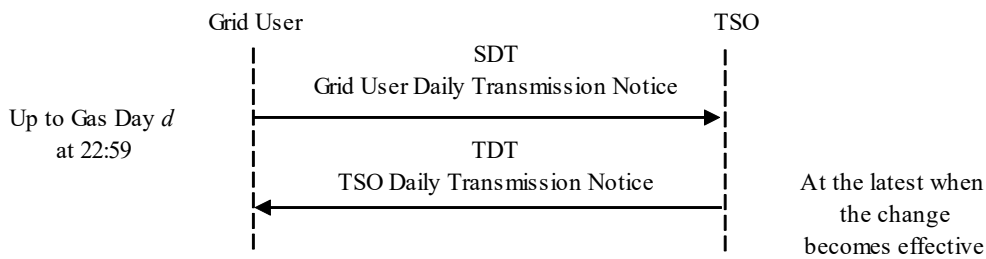 Grid User
TSO
SDT
Grid User Daily Transmission Notice
Up to Gas Day d
at 22:59
TDT
TSO Daily Transmission Notice
At the latest when
the change
becomes effective